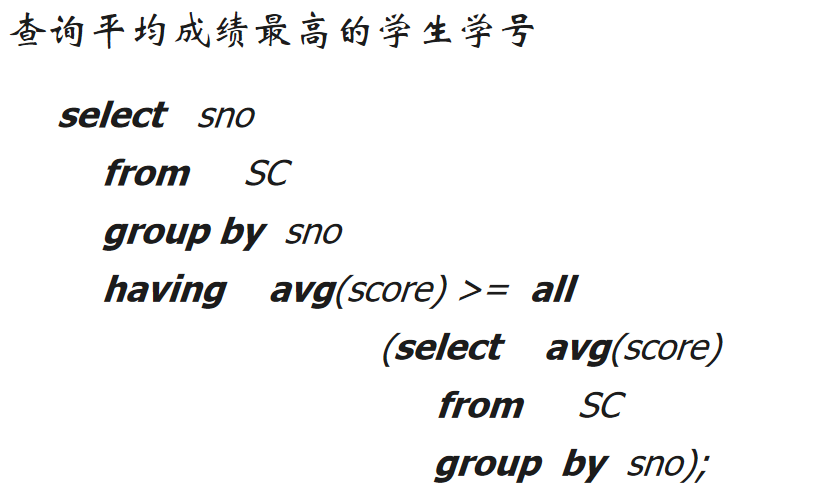 查询平均成绩最高的学生学号
select sno
from SC
group by sno
having avg(score) >= all
(select avg(score)
from SC
group by sno);